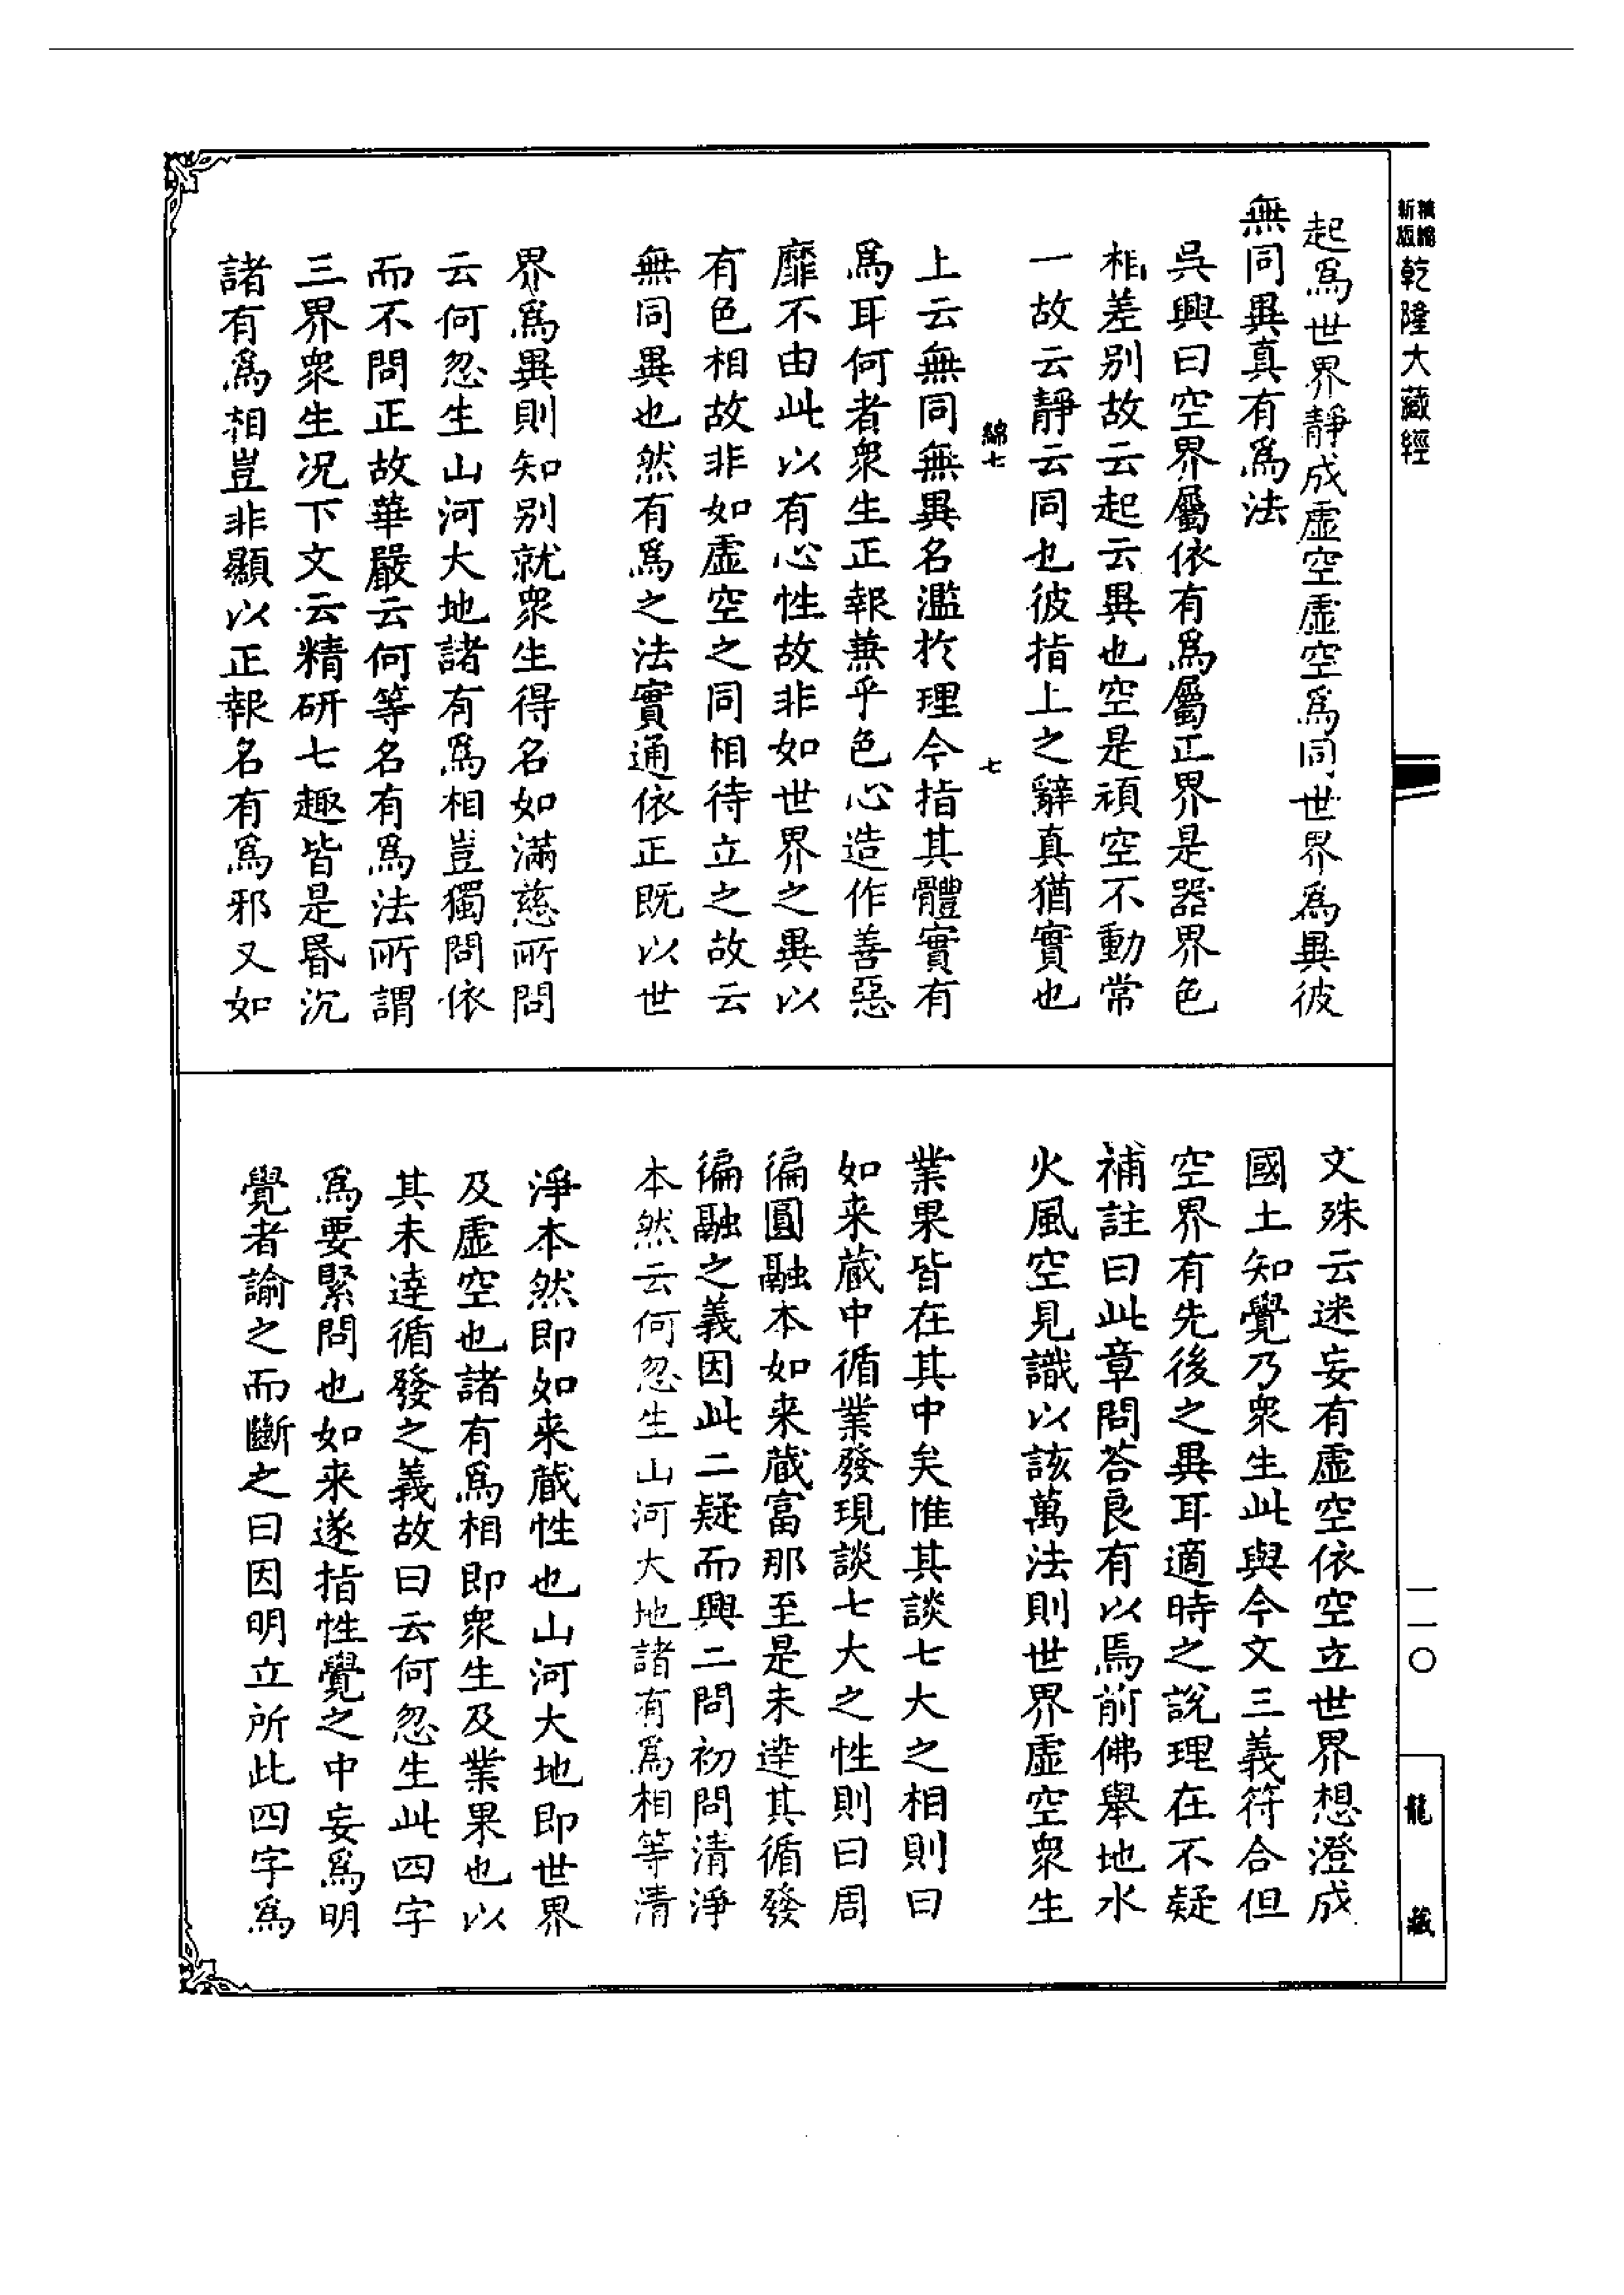 新版精縮乾隆大藏經
起爲世界靜成虛空虛空爲同世界爲異彼
無同異真有爲法
吳興曰空界屬依有爲屬正界是器界色
相差別故云起云異也空是頑空不動常
一故云靜云同也彼指上之辭真猶實也
綿七　七
上云無同無異名濫於理今指其體實有
爲耳何者衆生正報兼乎色心造作善惡
靡不由此以有心性故非如世界之異以
有色相故非如虛空之同相待立之故云
無同異也然有爲之法實通依正既以世
界爲異則知別就衆生得名如滿慈所問
云何忽生山河大地諸有爲相豈獨問依
而不問正故華嚴云何等名有爲法所謂
三界衆生况下文云精研七趣皆是昏沉
諸有爲相豈非顯以正報名有爲邪又如
文殊云迷妄有虛空依空立世界想澄成
國土知覺乃衆生此與今文三義符合但
空界有先後之異耳適時之說理在不疑
補註曰此章問荅良有以焉前佛舉地水
火風空見識以該萬法則世界虛空衆生
業果皆在其中矣惟其談七大之相則曰
如来蔵中循業發現談七大之性則曰周
徧圓融本如来蔵富那至是未達其循發
徧融之義因此二疑而興二問初問清淨
本然云何忽生山河大地諸有爲相等清
淨本然即如来蔵性也山河大地即世界
及虛空也諸有爲相即衆生及業果也以
其未達循發之義故曰云何忽生此四字
爲要緊問也如来遂指性覺之中妄爲明
覺者諭之而斷之曰因明立所此四字爲
一一〇
龍藏